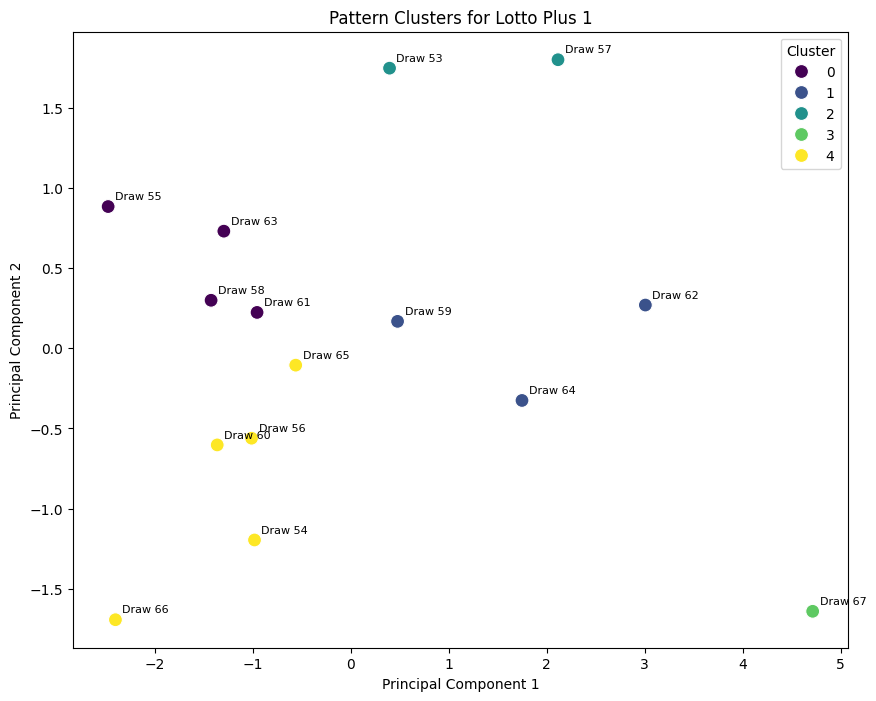 Pattern Clusters for Lotto Plus 1
Cluster
0
1
2
3
4
Draw 53
Draw 57
Draw 55
Draw 63
Draw 58
Draw 61
Draw 59
Draw 62
Draw 65
Draw 64
Draw 56
Draw 60
Draw 54
Draw 66
Draw 67
Principal Component 2
1.5
1.0
0.5
0.0
−0.5
−1.0
−1.5
−2
−1
0
1
2
3
4
5
Principal Component 1